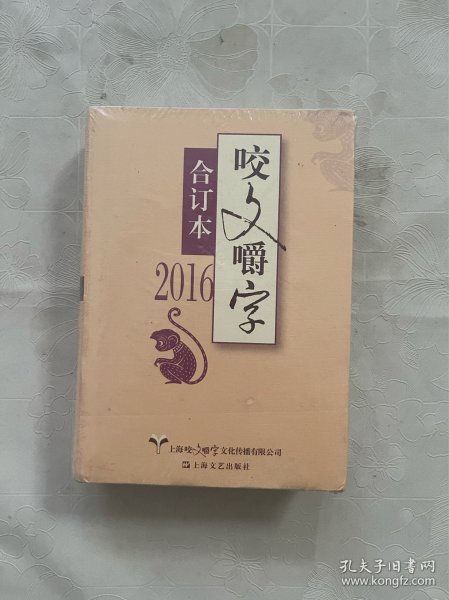 咬文嚼字
合订本
2016
上海咬文嚼字文化传播有限公司
上海文艺出版社
孔夫子旧书网
www.kongfz.com